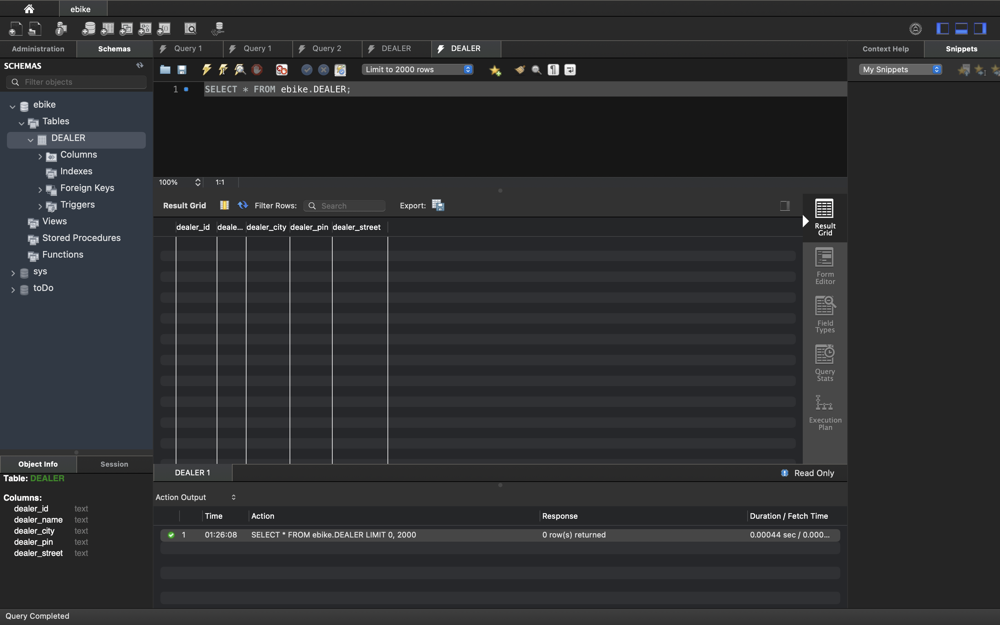 ebike
Administration
Schemas
Query 1
Query 1
Query 2
DEALER
DEALER
Context Help
Snippets
SCHEMAS
Limit to 2000 rows
My Snippets
Filter objects
1
SELECT * FROM ebike.DEALER;
ebike
Tables
DEALER
Columns
Indexes
Foreign Keys
Triggers
Views
Stored Procedures
Functions
sys
toDo
100%
1:1
Result Grid
Filter Rows:
Search
Export:
dealer_id
deale...
dealer_city
dealer_pin
dealer_street
Result
Grid
Form
Editor
Field
Types
Query
Stats
Execution
Plan
Object Info
Session
DEALER 1
Read Only
Table: DEALER
Columns:
dealer_id text
dealer_name text
dealer_city text
dealer_pin text
dealer_street text
Action Output
Time Action Response Duration / Fetch Time
1 01:26:08 SELECT * FROM ebike.DEALER LIMIT 0, 2000 0 row(s) returned 0.00044 sec / 0.000...
Query Completed